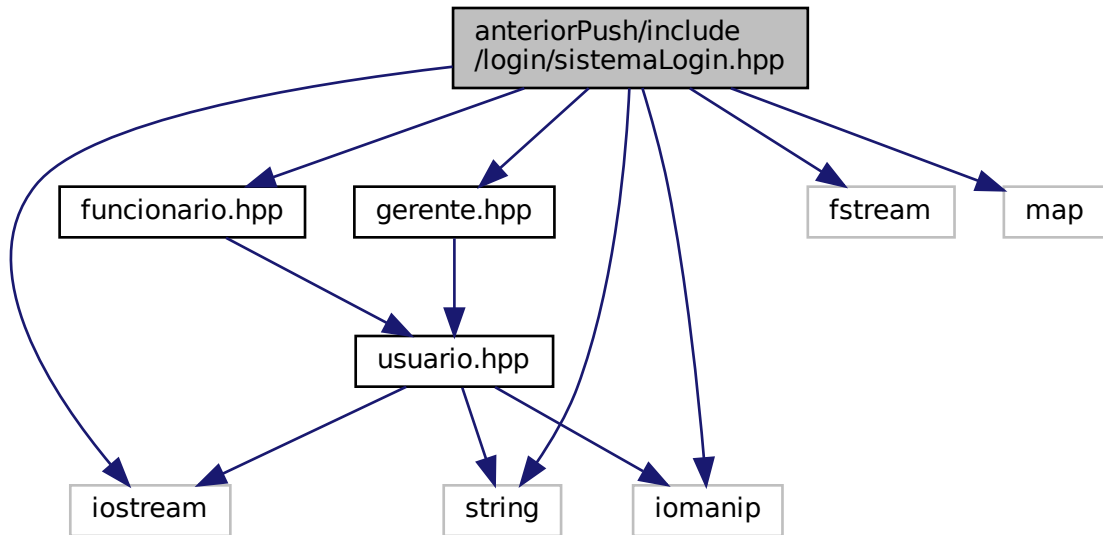 anteriorPush/include
/login/sistemaLogin.hpp
funcionario.hpp
gerente.hpp
fstream
map
usuario.hpp
iostream
string
iomanip